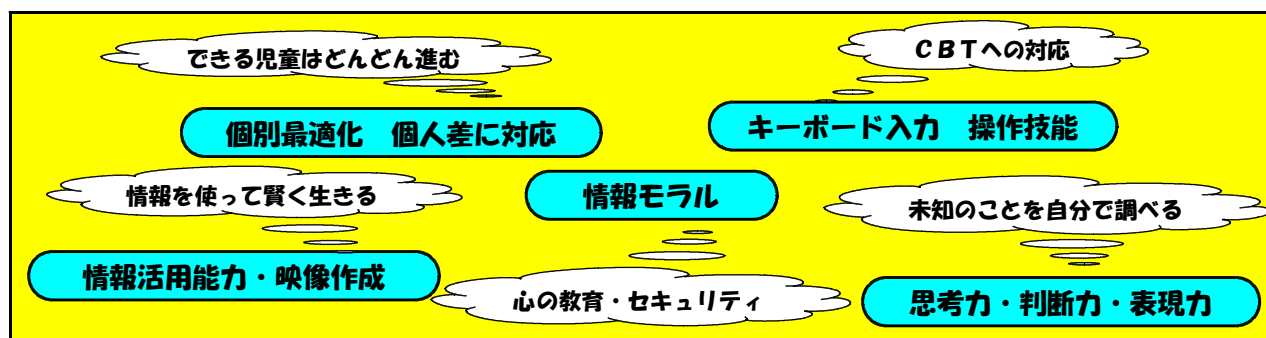 できる児童はどんどん進む
CBTへの対応
個別最適化 個人差に対応
キーボード入力 操作技能
情報を使って賢く生きる
情報モラル
未知のことを自分で調べる
情報活用能力・映像作成
心の教育・セキュリティ
思考力・判断力・表現力